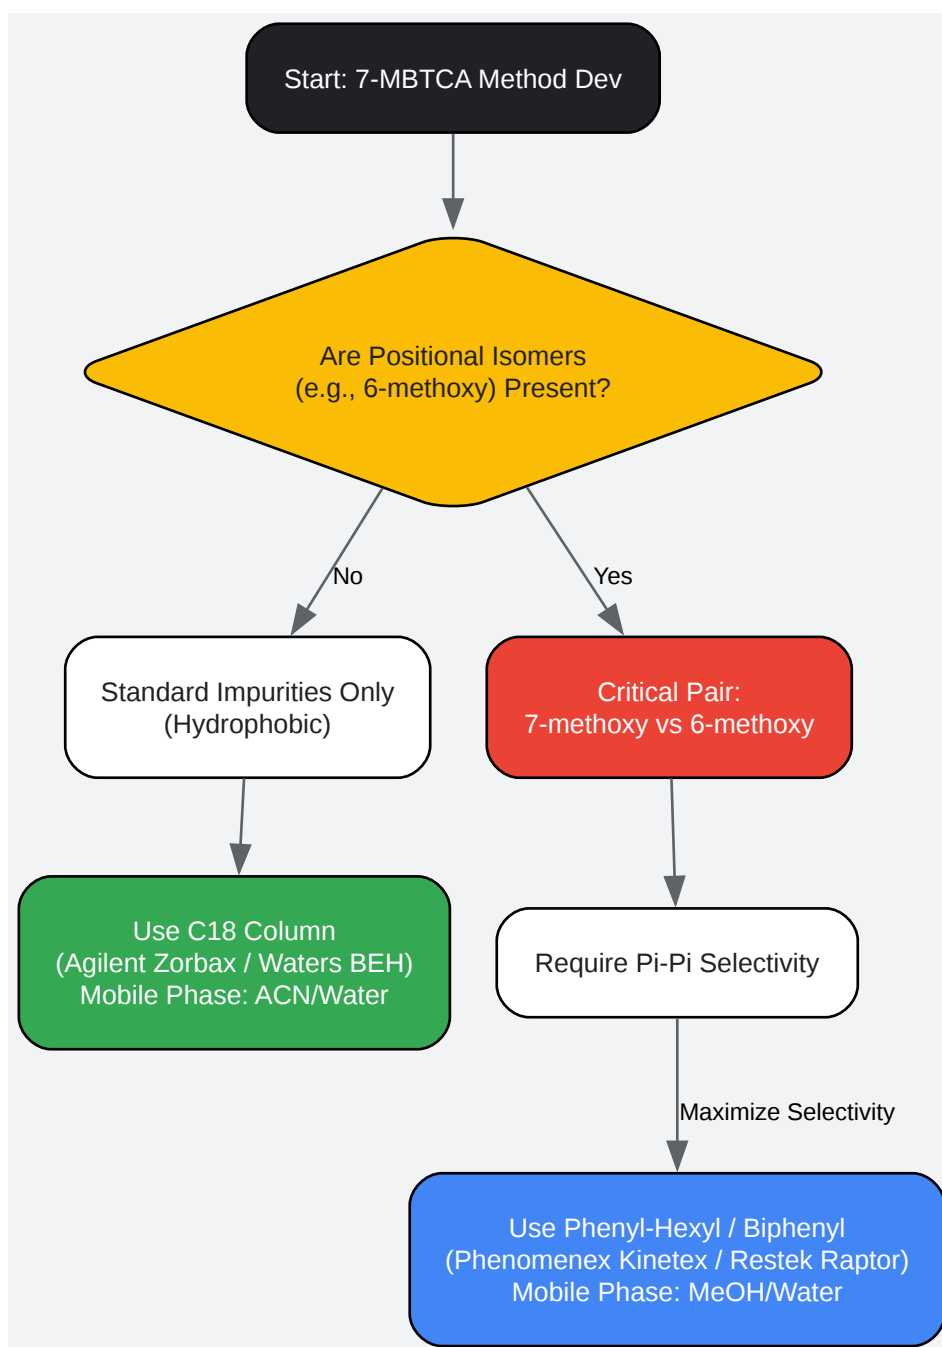 Start: 7-MBTCA Method Dev
Are Positional Isomers
(e.g., 6-methoxy) Present?
No
Yes
Standard Impurities Only
(Hydrophobic)
Critical Pair:
7-methoxy vs 6-methoxy
Use C18 Column
(Agilent Zorbax / Waters BEH)
Mobile Phase: ACN/Water
Require Pi-Pi Selectivity
Maximize Selectivity
Use Phenyl-Hexyl / Biphenyl
(Phenomenex Kinetex / Restek Raptor)
Mobile Phase: MeOH/Water